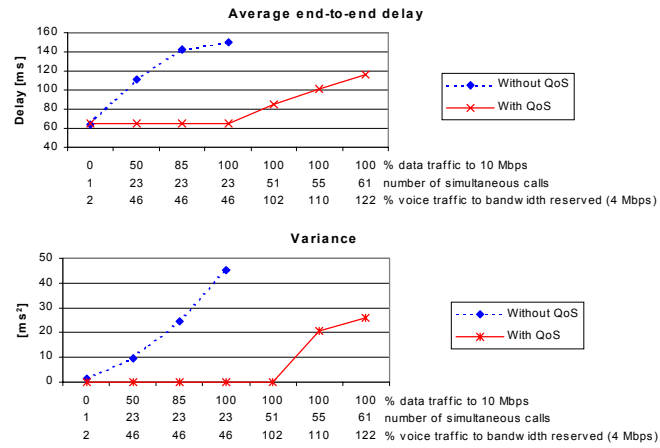 Average end-to-end delay
160
140
120
100
80
60
40
Delay [ms]
Without QoS
With QoS
0 50 85 100 100 100 100 % data traffic to 10 Mbps
1 23 23 23 51 55 61 number of simultaneous calls
2 46 46 46 102 110 122 % voice traffic to bandwidth reserved (4 Mbps)
Variance
50
40
30
20
10
0
[ms²]
Without QoS
With QoS
0 50 85 100 100 100 100 % data traffic to 10 Mbps
1 23 23 23 51 55 61 number of simultaneous calls
2 46 46 46 102 110 122 % voice traffic to bandwidth reserved (4 Mbps)